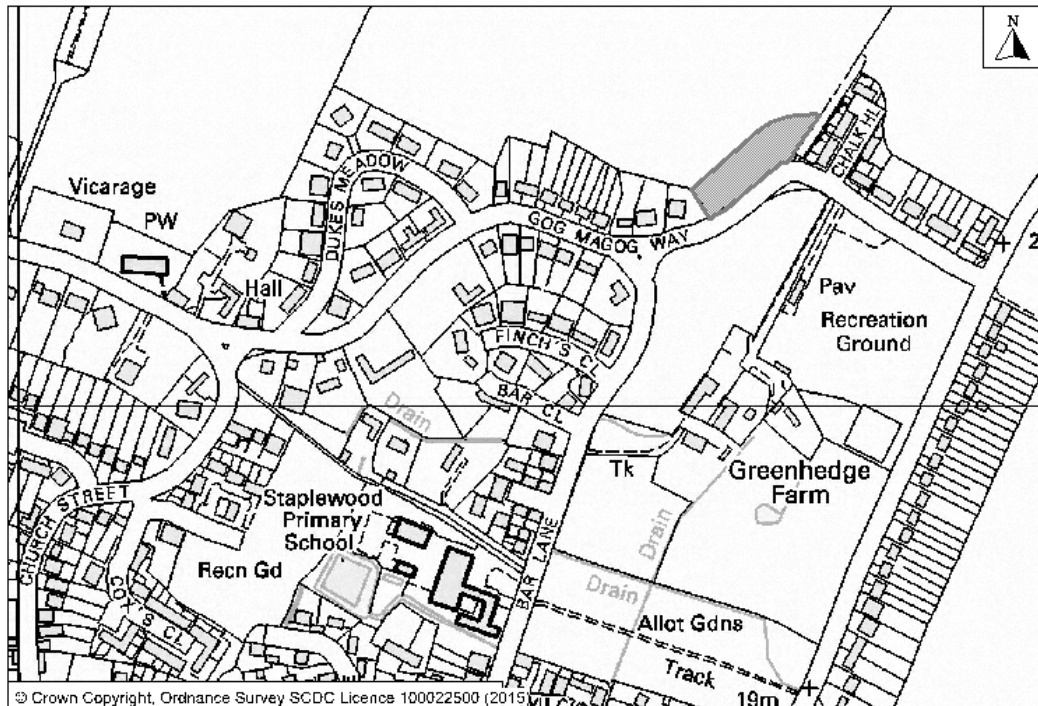 N
CHALK HI
Vicarage
PW
DUKES MEADOW
GOG MAGOG WAY
Hall
Pav
Recreation
Ground
FINCH'S CL
BAR CL
Drain
Tk
Greenhedge
Farm
CHURCH STREET
Staplewood
Primary
School
Recn Gd
COX'S CL
BAR LANE
Drain
Drain
Allot Gdns
Track
19m
2
© Crown Copyright, Ordnance Survey SCDC Licence 100022500 (2015)